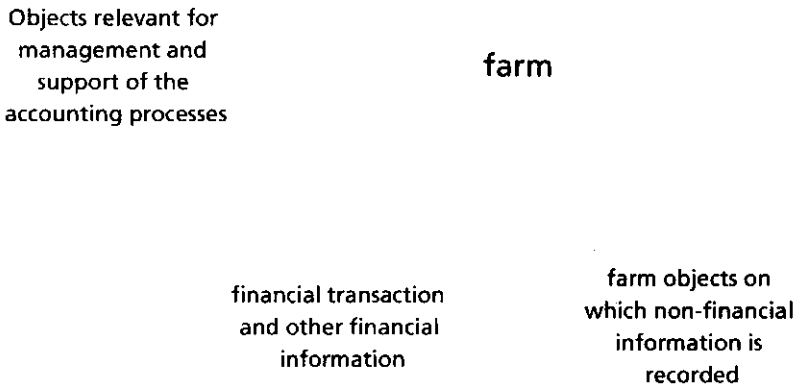 Objects relevant for
management and
support of the
accounting processes
farm
financial transaction
and other financial
information
farm objects on
which non-financial
information is
recorded